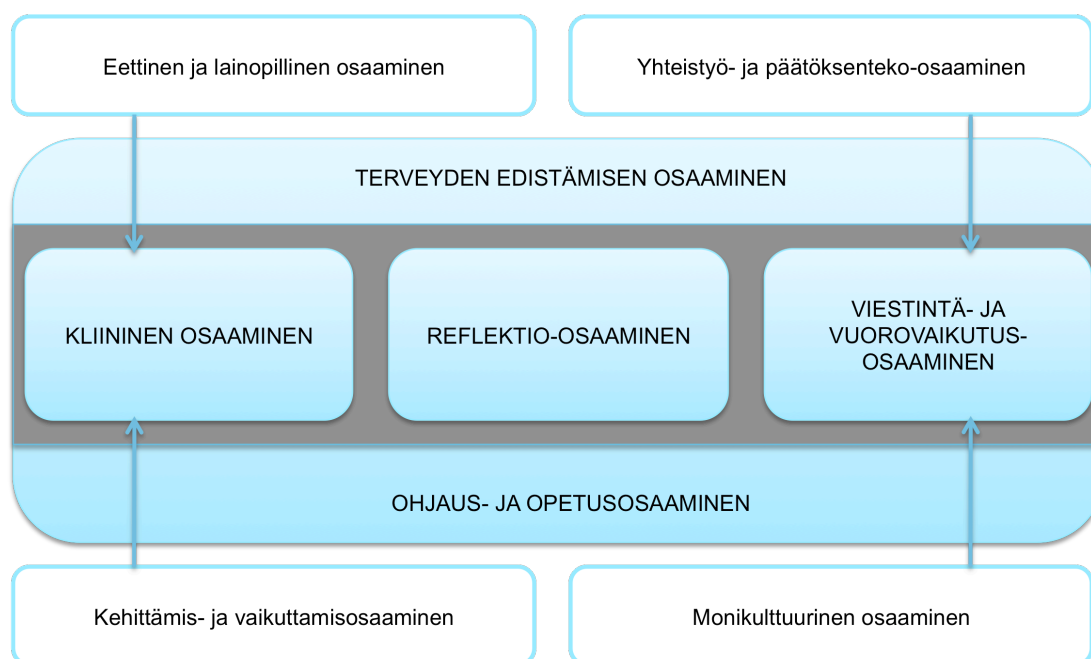 Eettinen ja lainopillinen osaaminen
Yhteistyö- ja päätöksenteko-osaaminen
TERVEYDEN EDISTÄMISEN OSAAMINEN
KLIININEN OSAAMINEN
REFLEKTIO-OSAAMINEN
VIESTINTÄ- JA
VUOROVAIKUTUS-
OSAAMINEN
OHJAUS- JA OPETUSOSAAMINEN
Kehittämis- ja vaikuttamisosaaminen
Monikulttuurinen osaaminen